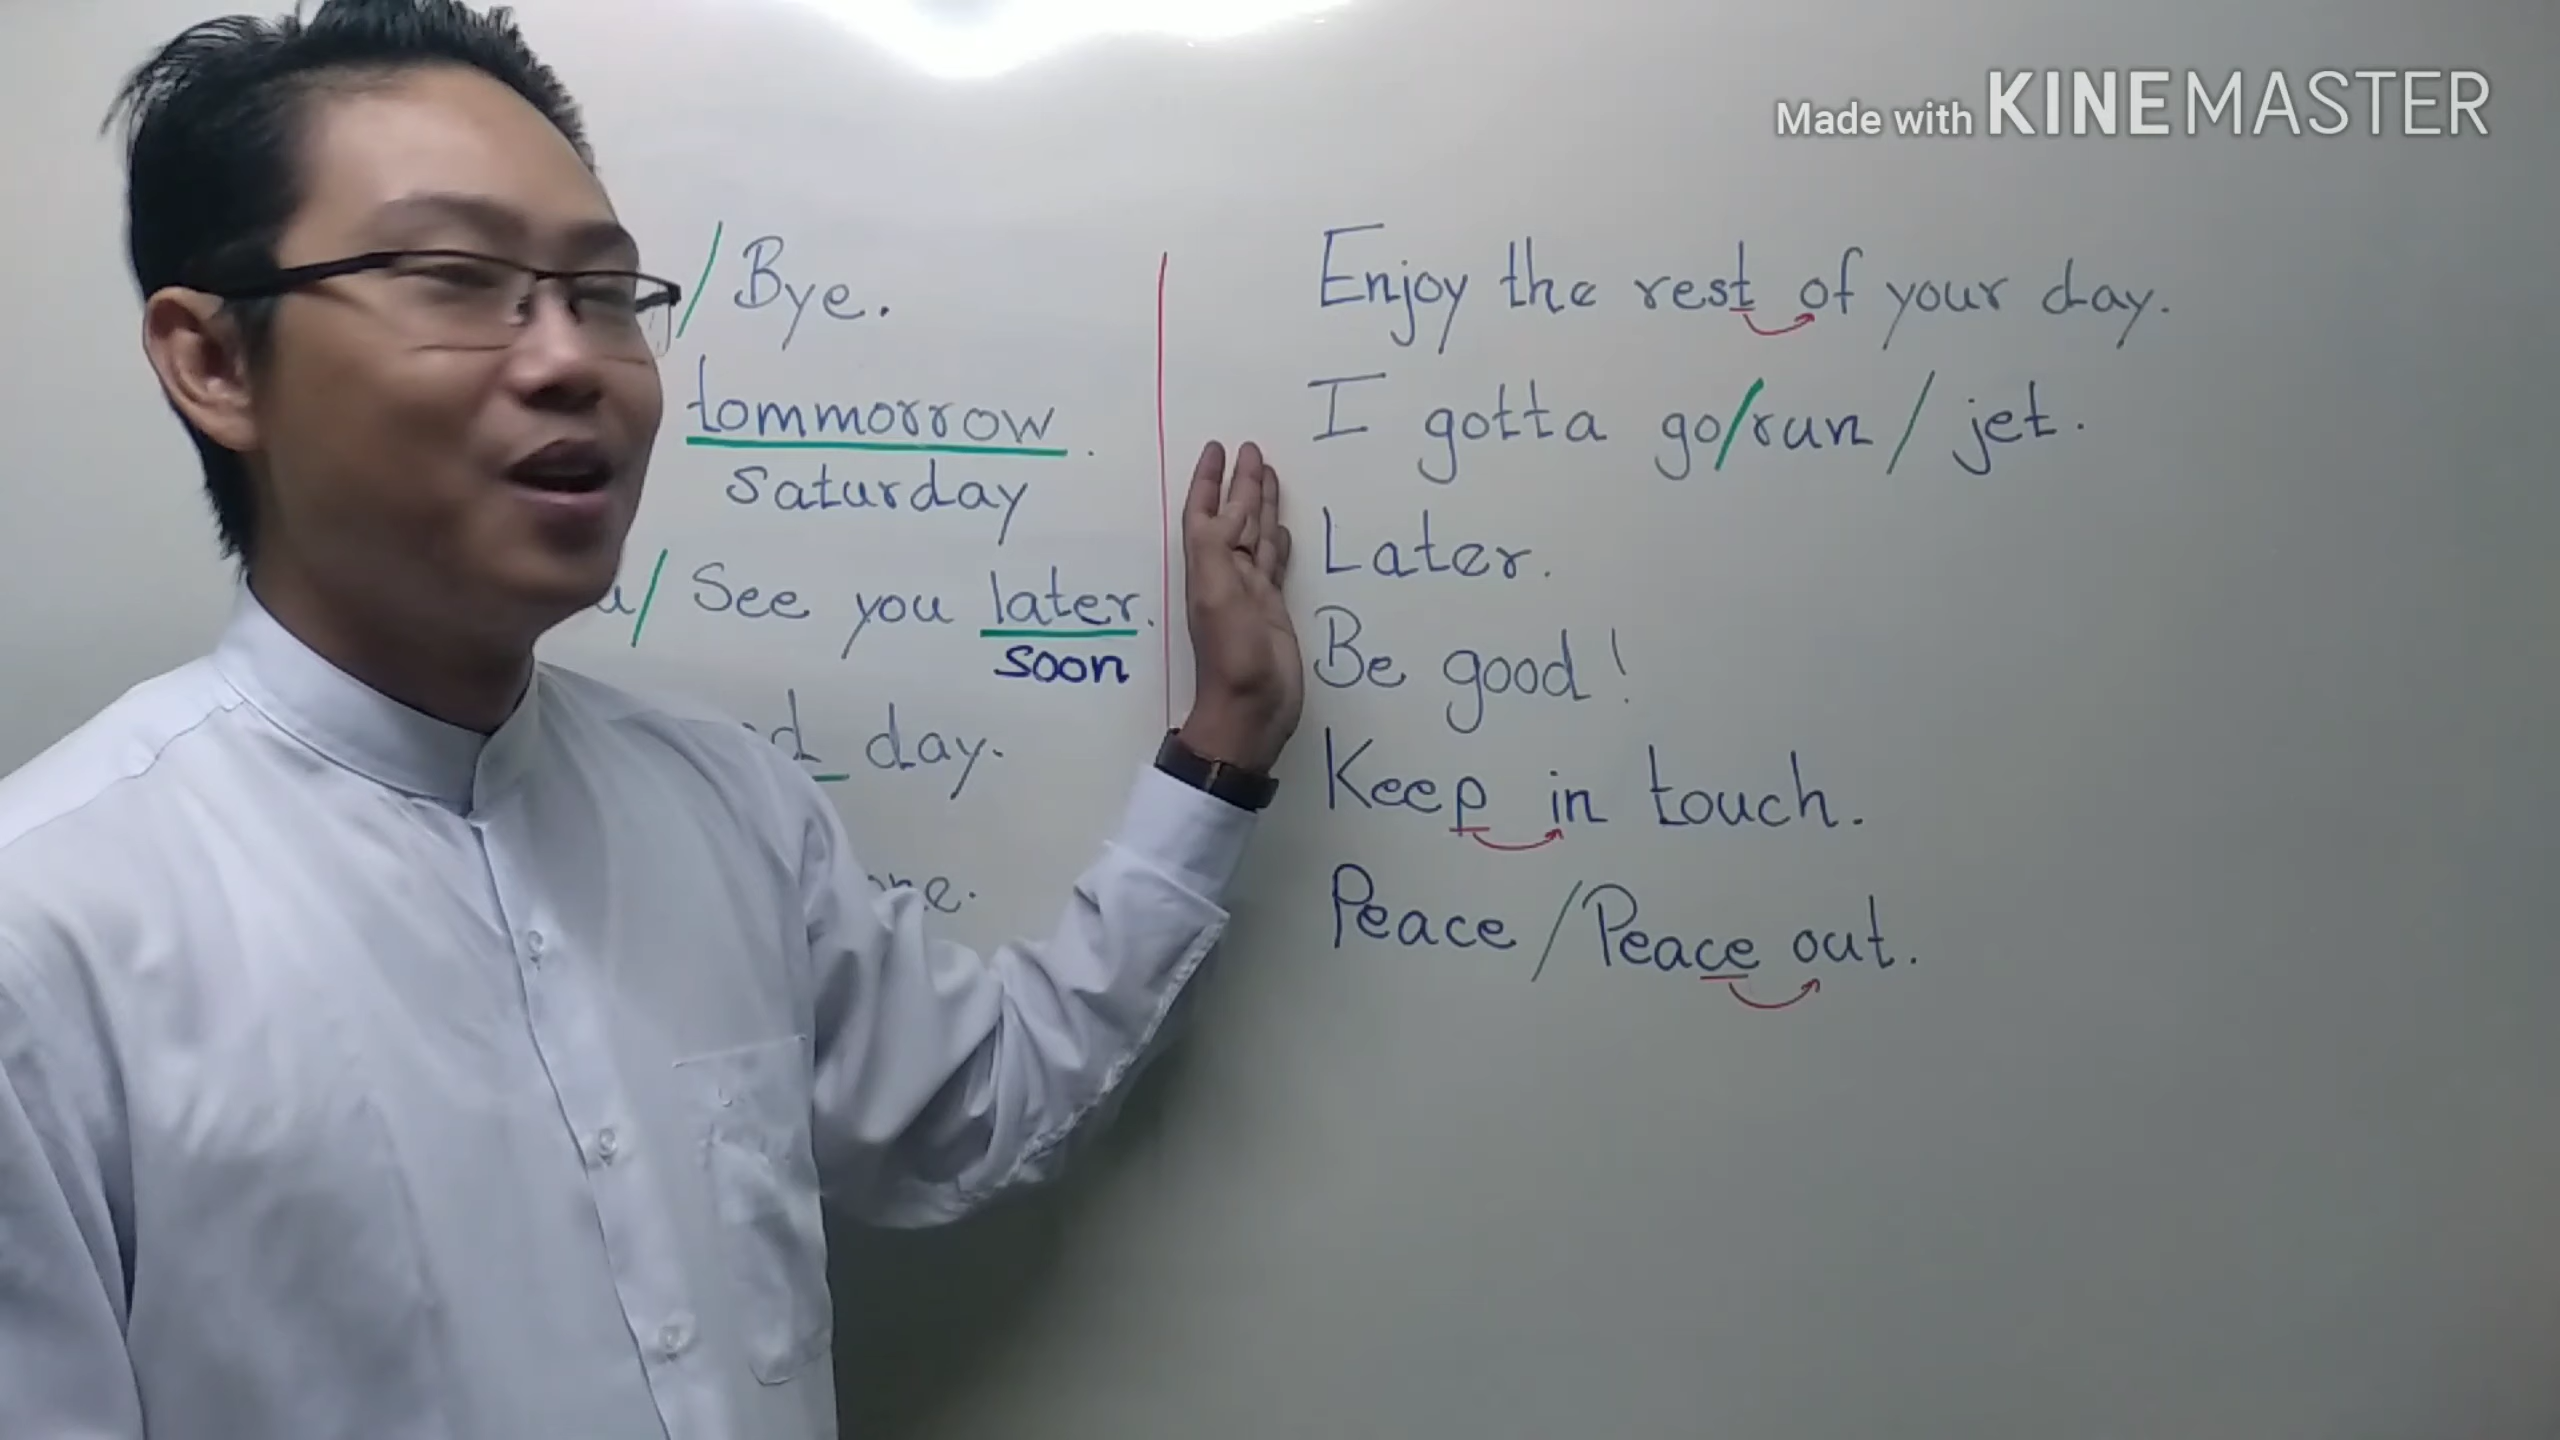 Made with KINEMASTER
/ Bye.
tommorrow.
saturday
/ See you later.
soon
day.
Enjoy the rest of your day.
I gotta go/run / jet.
Later.
Be good!
Keep in touch.
Peace / Peace out.